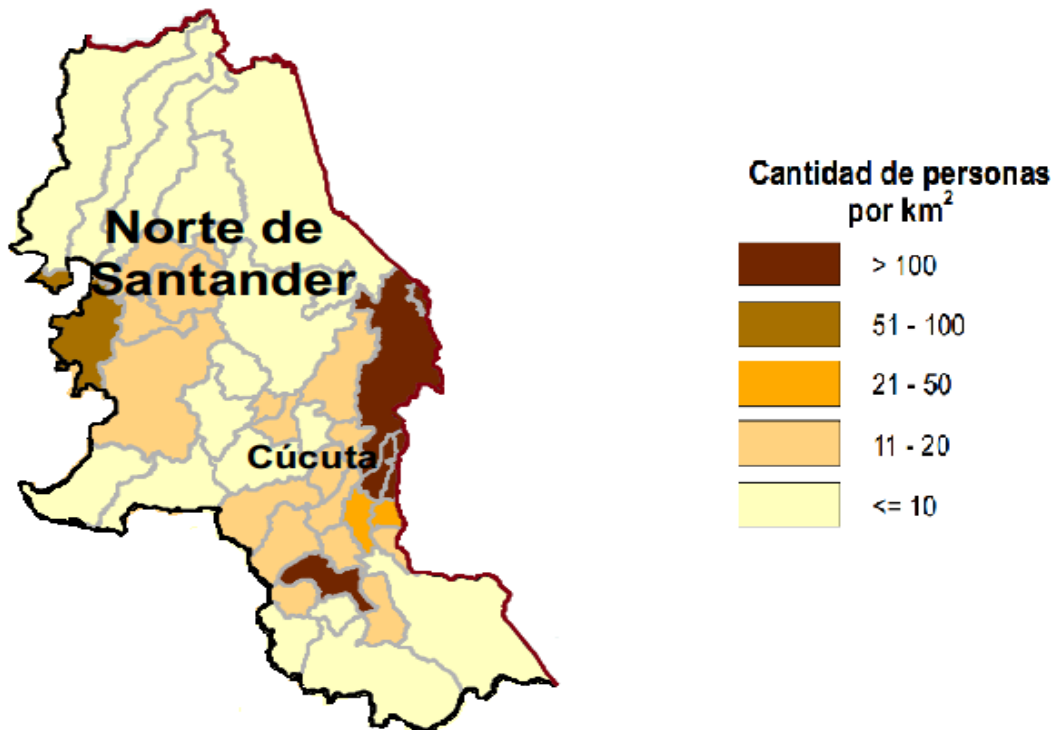 Norte de
Santander
Cúcuta
Cantidad de personas
por km²
> 100
51 - 100
21 - 50
11 - 20
<= 10